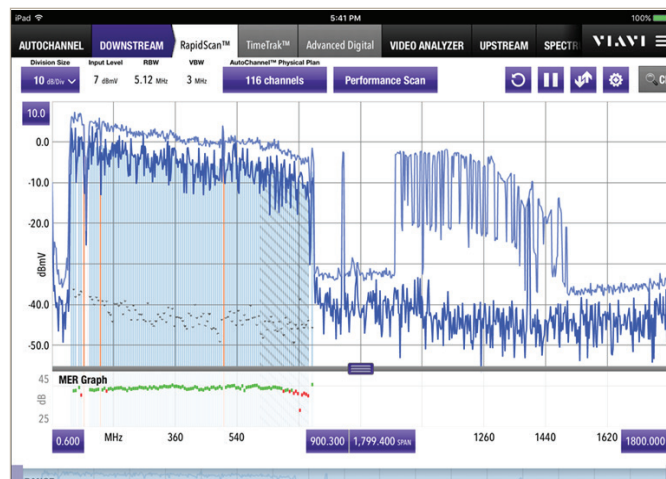 iPad 5:41 PM 100%
AUTOCHANNEL DOWNSTREAM RapidScan™ TimeTrak™ Advanced Digital VIDEO ANALYZER UPSTREAM SPECTR VIAVI
Division Size Input Level RBW VBW AutoChannel™ Physical Plan
10 dB/Div 7 dBmV 5.12 MHz 3 MHz 116 channels Performance Scan
10.0
0.0
-10.0
-20.0
dBmV
-30.0
-40.0
-50.0
45 MER Graph
dB
25
0.600 MHz 360 540 900.300 1,799.400 SPAN 1260 1440 1620 1800.000